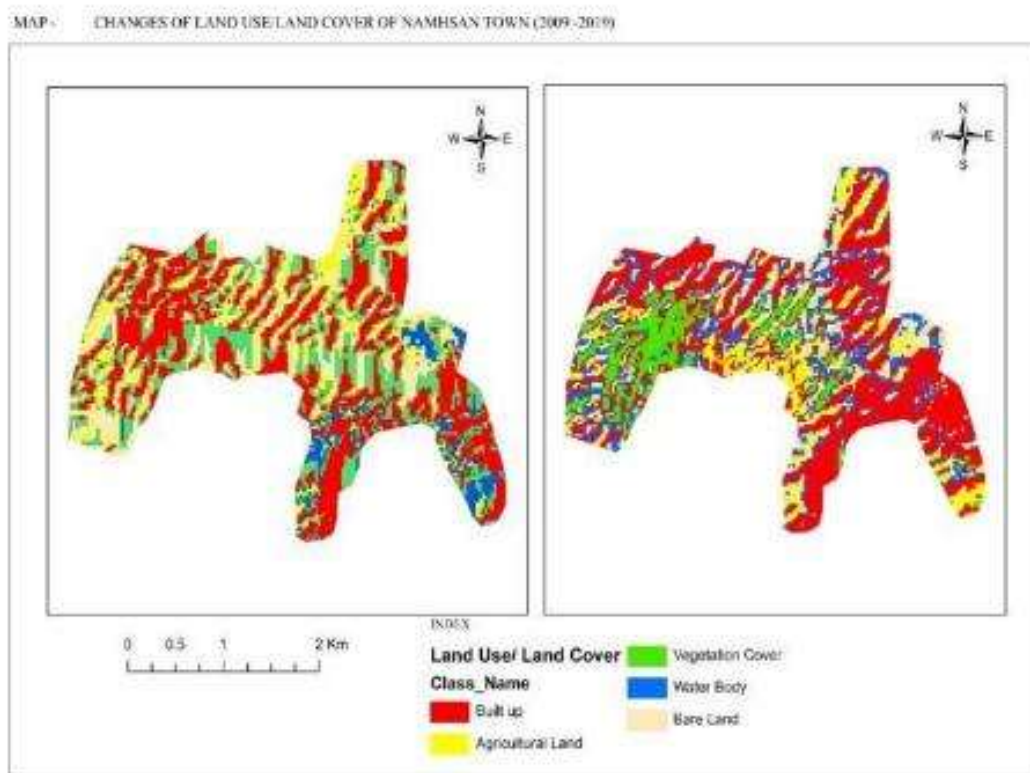 MAP - CHANGES OF LAND USE/LAND COVER OF NAMHSAN TOWN (2009 -2019)
N
W E
S
N
W E
S
0 0.5 1 2 Km
INDEX
Land Use/ Land Cover
Class_Name
Built up
Agricultural Land
Vegetation Cover
Water Body
Bare Land